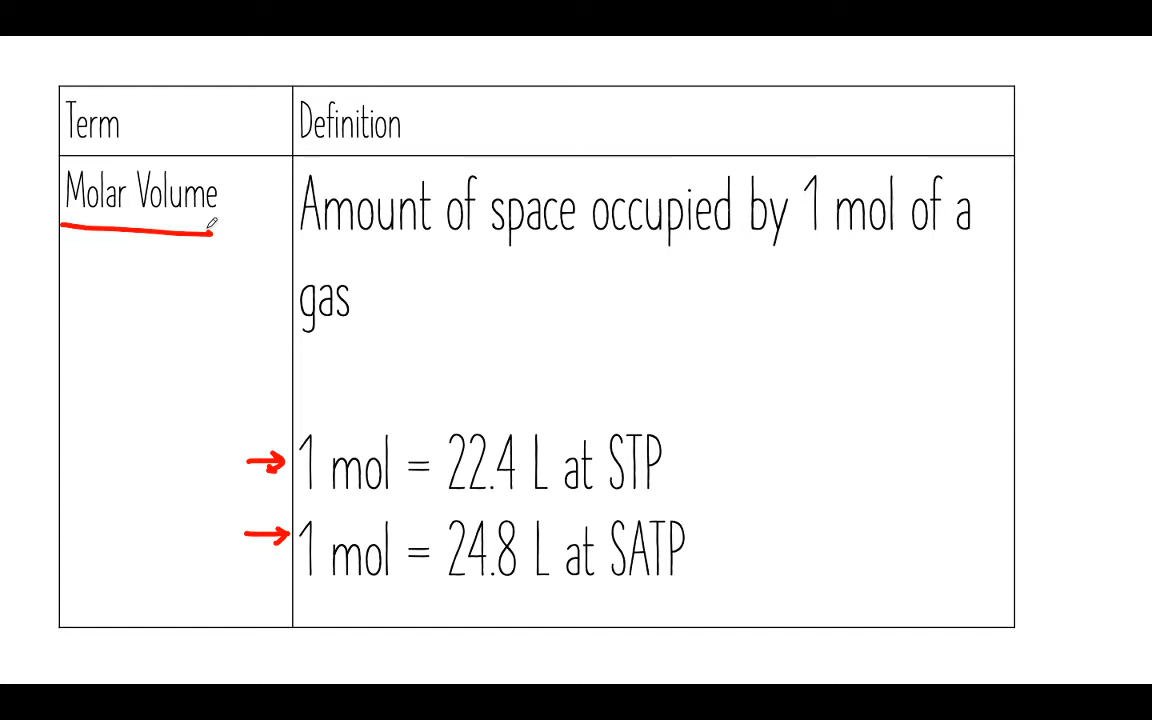 Term
Definition
Molar Volume
Amount of space occupied by 1 mol of a
gas
1 mol = 22.4 L at STP
1 mol = 24.8 L at SATP